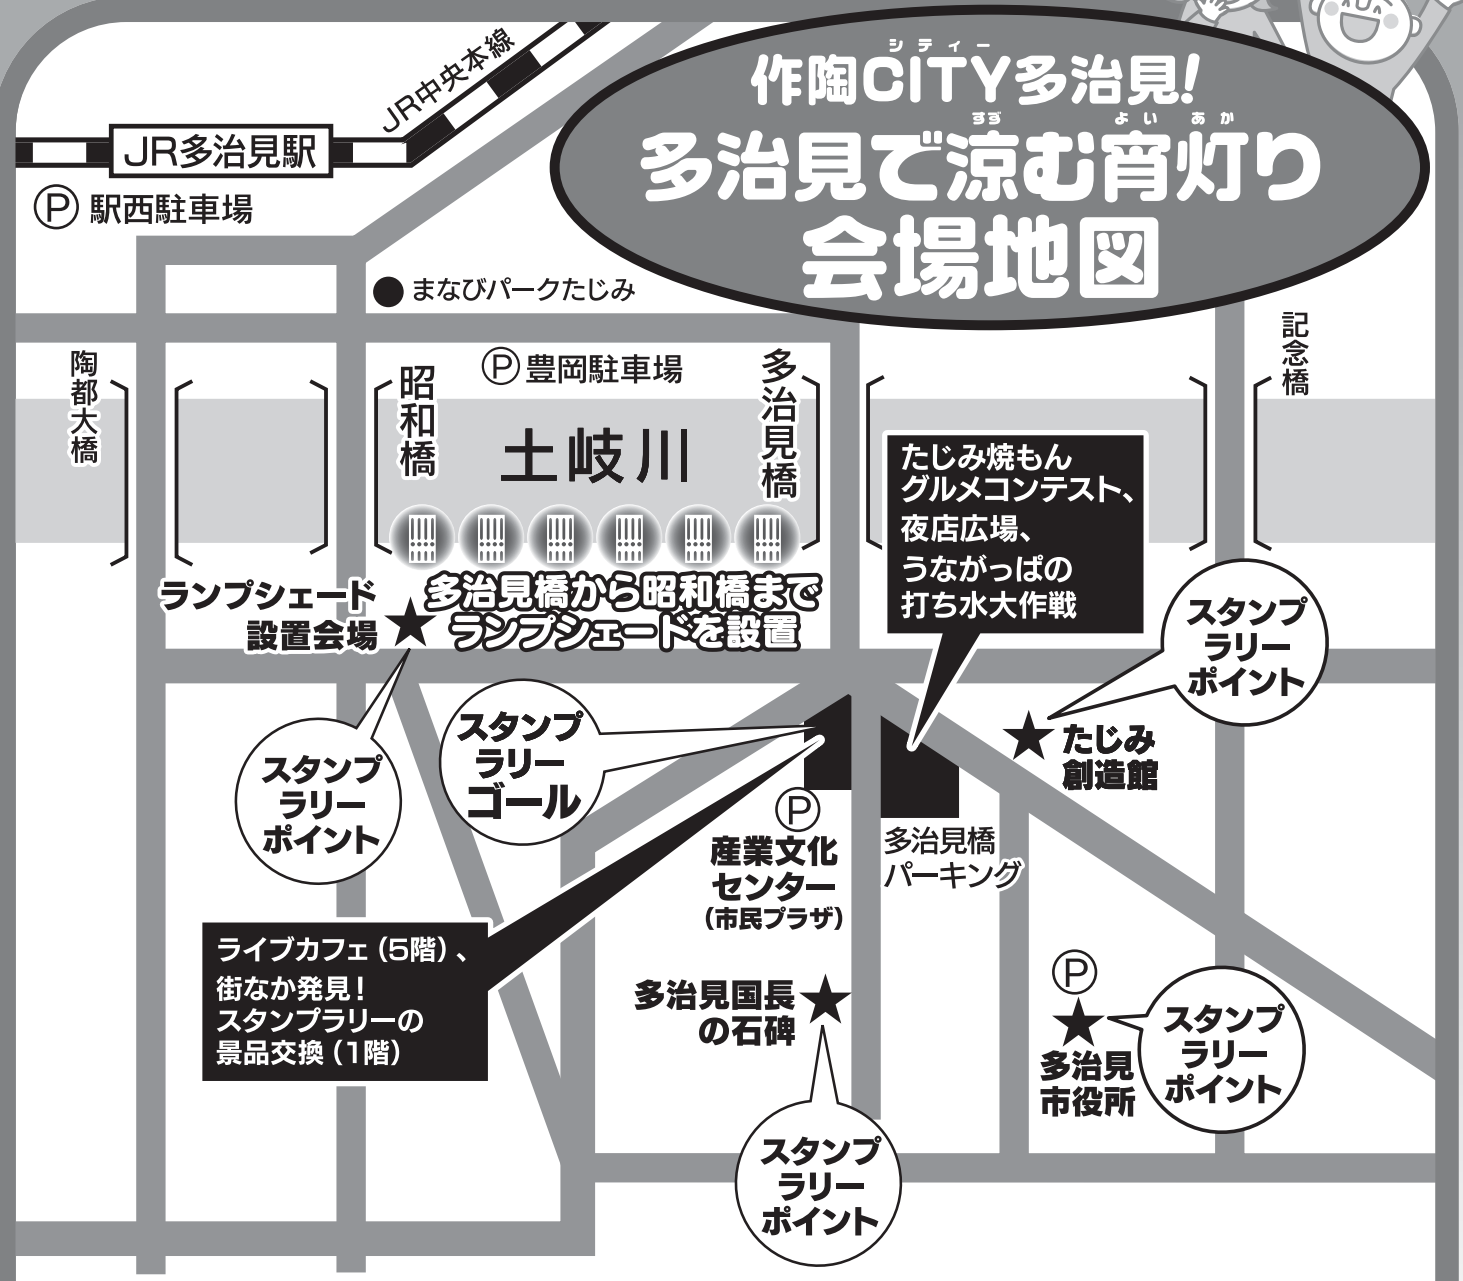 シティー
作陶CITY多治見!
すず よい あか
多治見で涼む宵灯り
会場地図
JR中央本線
JR多治見駅
P 駅西駐車場
●まなびパークたじみ
陶都大橋
昭和橋
P 豊岡駐車場
多治見橋
記念橋
土岐川
たじみ焼もん
グルメコンテスト、
夜店広場、
うながっぱの
打ち水大作戦
ランプシェード
設置会場
★
多治見橋から昭和橋まで
ランプシェードを設置
スタンプ
ラリー
ポイント
スタンプ
ラリー
ポイント
スタンプ
ラリー
ゴール
★たじみ
創造館
P
産業文化
センター
(市民プラザ)
多治見橋
パーキング
ライブカフェ(5階)、
街なか発見!
スタンプラリーの
景品交換(1階)
多治見国長
の石碑
★
P
★
多治見
市役所
スタンプ
ラリー
ポイント
スタンプ
ラリー
ポイント